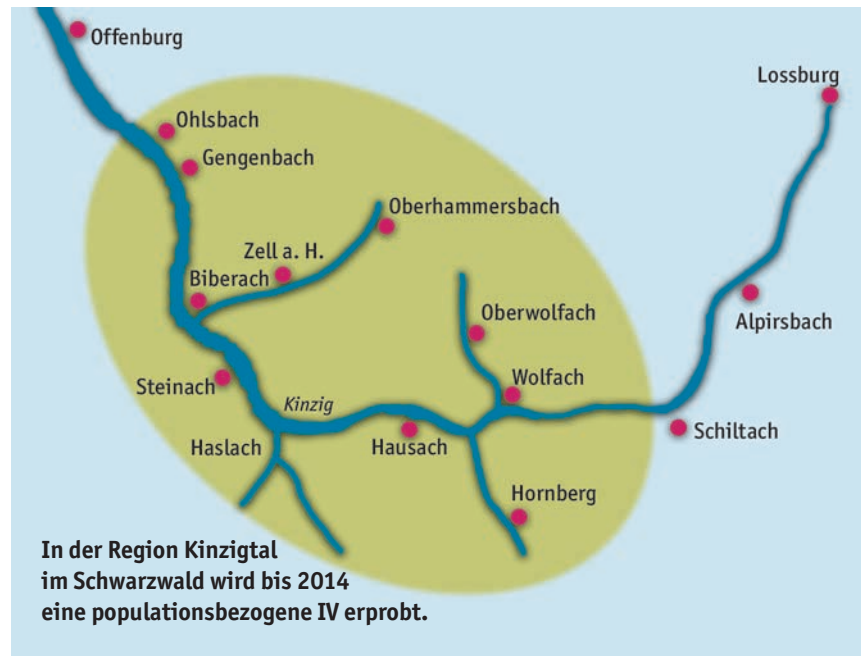 Offenburg
Lossburg
Ohlsbach
Gengenbach
Oberhammersbach
Zell a. H.
Biberach
Oberwolfach
Alpirsbach
Steinach
Wolfach
Kinzig
Schiltach
Haslach
Hausach
Hornberg
In der Region Kinzigtal
im Schwarzwald wird bis 2014
eine populationsbezogene IV erprobt.